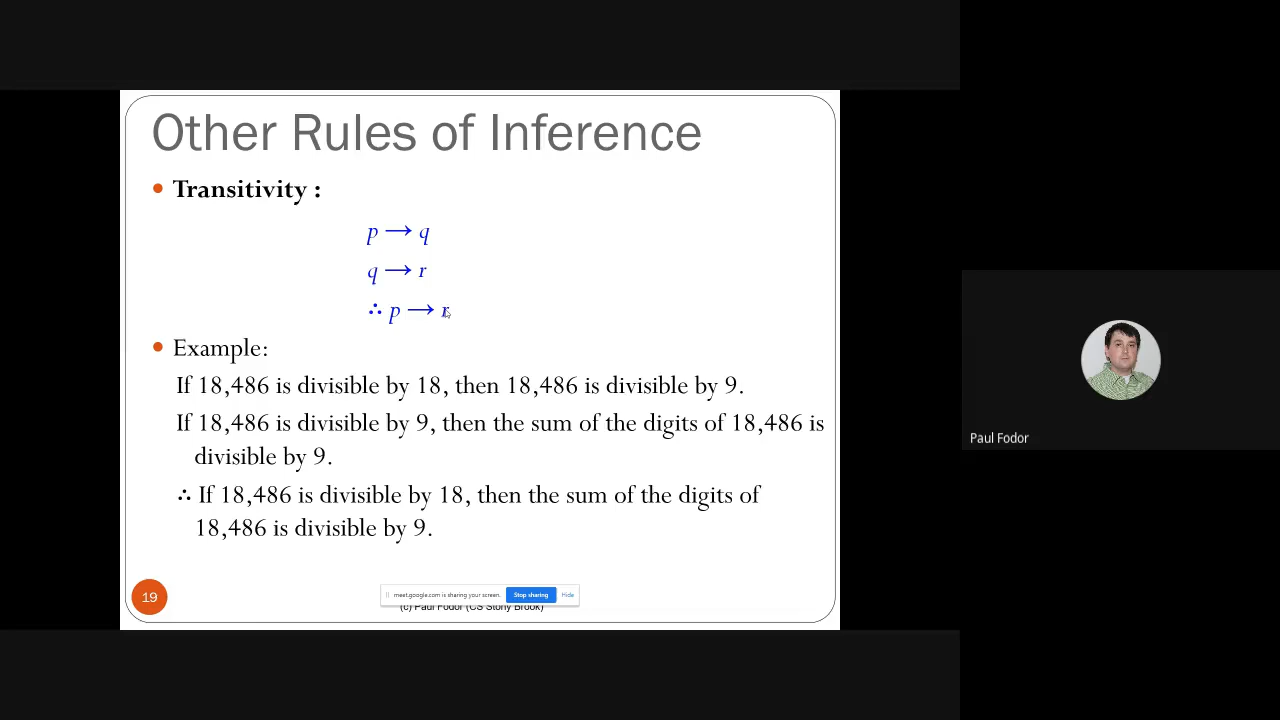 Other Rules of Inference
• Transitivity :
p → q
q → r
∴ p → r
• Example:
If 18,486 is divisible by 18, then 18,486 is divisible by 9.
If 18,486 is divisible by 9, then the sum of the digits of 18,486 is
divisible by 9.
∴ If 18,486 is divisible by 18, then the sum of the digits of
18,486 is divisible by 9.
19
meet.google.com is sharing your screen. Stop sharing Hide
(c) Paul Fodor (CS Stony Brook)
Paul Fodor